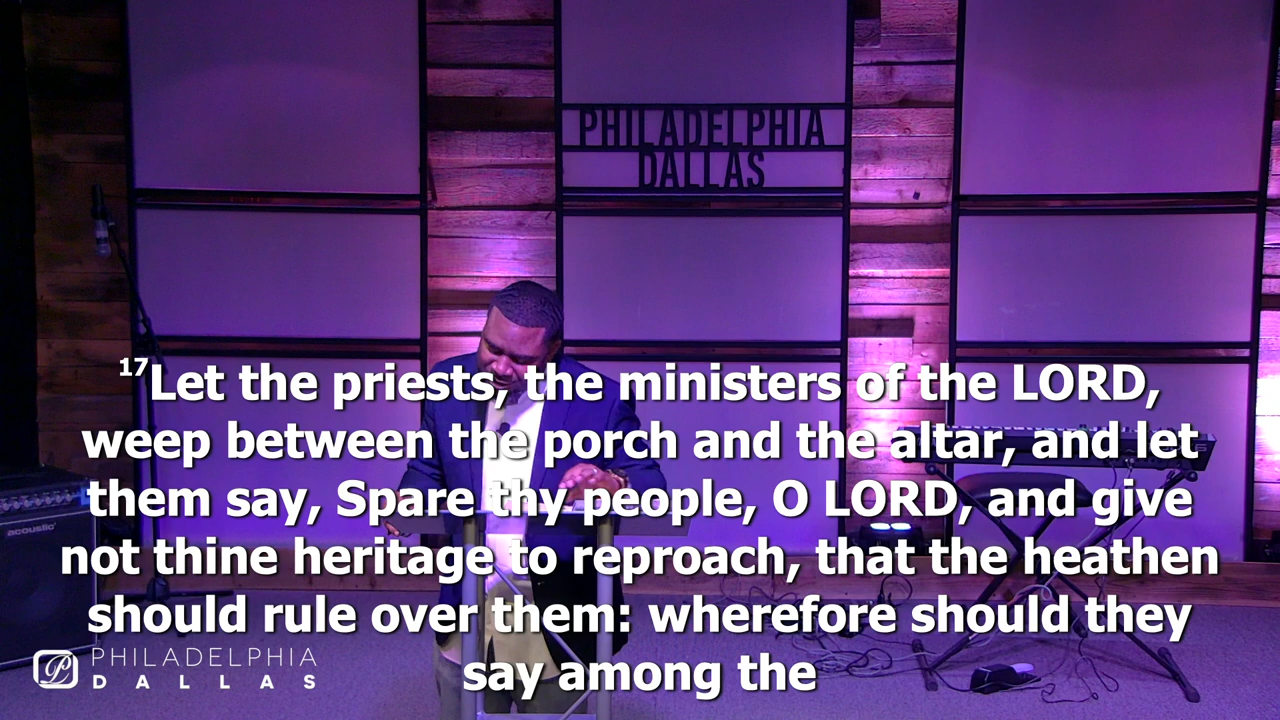 PHILADELPHIA
DALLAS
17Let the priests, the ministers of the LORD,
weep between the porch and the altar, and let
them say, Spare thy people, O LORD, and give
not thine heritage to reproach, that the heathen
should rule over them: wherefore should they
say among the
acoustic
P PHILADELPHIA
DALLAS